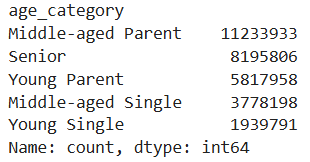 age_category
Middle-aged Parent    11233933
Senior                 8195806
Young Parent           5817958
Middle-aged Single     3778198
Young Single           1939791
Name: count, dtype: int64